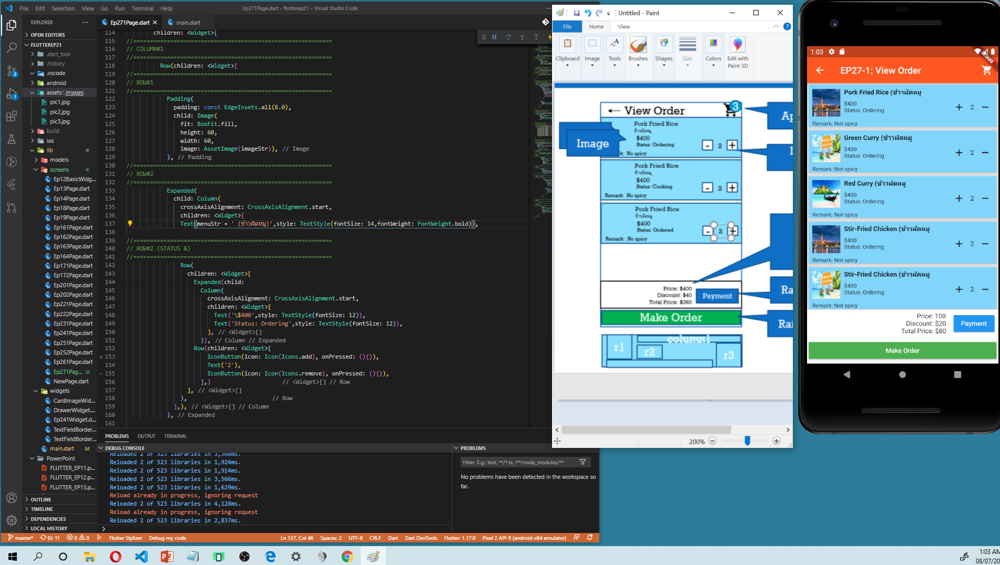 File Edit Selection View Go Run Terminal Help
Ep271Page.dart - flutterep21 - Visual Studio Code
EXPLORER
OPEN EDITORS
FLUTTEREP21
.dart_tool
.history
.vscode
android
assets\images
pic1.jpg
pic2.jpg
pic3.jpg
build
ios
lib
models
screens
Ep12BasicWidg...
Ep13Page.dart
Ep14Page.dart
Ep18Page.dart
Ep19Page.dart
Ep161Page.dart
Ep162Page.dart
Ep163Page.dart
Ep164Page.dart
Ep171Page.dart
Ep172Page.dart
Ep201Page.dart
Ep202Page.dart
Ep221Page.dart
Ep222Page.dart
Ep231Page.dart
Ep241Page.dart
Ep251Page.dart
Ep252Page.dart
Ep261Page.dart
Ep271Pag... U
NewPage.dart
widgets
CardImageWid...
DrawerWidget....
Ep241Widget.d...
TextFieldBorder...
TextFieldBorder...
main.dart M
PowerPoint
FLUTTER_EP11.p...
FLUTTER_EP12.p...
FLUTTER_EP13.p...
OUTLINE
TIMELINE
DEPENDENCIES
LOCAL HISTORY
Ep271Page.dart
main.dart
114 children: <Widget>[
115 //==========================================================
116 // COLUMN#1
117 //==========================================================
118 Row(children: <Widget>[
119 //==========================================================
120 // ROW#1
121 //==========================================================
122 Padding(
123 padding: const EdgeInsets.all(8.0),
124 child: Image(
125 fit: BoxFit.fill,
126 height: 60,
127 width: 60,
128 image: AssetImage(imageStr)), // Image
129 ), // Padding
130 //==========================================================
131 // ROW#2
132 //==========================================================
133 Expanded(
134 child: Column(
135 crossAxisAlignment: CrossAxisAlignment.start,
136 children: <Widget>[
137 Text(menuStr + ' (ข้าวผัดหมู)',style: TextStyle(fontSize: 14,fontWeight: FontWeight.bold)),
138
139 //==========================================================
140 // ROW#2 (STATUS &)
141 //==========================================================
142 Row(
143 children: <Widget>[
144 Expanded(child:
145 Column(
146 crossAxisAlignment: CrossAxisAlignment.start,
147 children: <Widget>[
148 Text('\$400',style: TextStyle(fontSize: 12)),
149 Text('Status: Ordering',style: TextStyle(fontSize: 12)),
150 ], // <Widget>[]
151 )), // Column // Expanded
152 Row(children: <Widget>[
153 IconButton(icon: Icon(Icons.add), onPressed: (){}),
154 Text('2'),
155 IconButton(icon: Icon(Icons.remove), onPressed: (){}),
156 ],) // <Widget>[] // Row
157 ], // <Widget>[]
158 ), // Row
159 ],), // <Widget>[] // Column
160 ), // Expanded
161
PROBLEMS OUTPUT TERMINAL
DEBUG CONSOLE
Reloaded 2 of 523 libraries in 3,360ms.
Reloaded 2 of 523 libraries in 1,924ms.
Reloaded 2 of 523 libraries in 1,914ms.
Reloaded 2 of 523 libraries in 3,566ms.
Reloaded 2 of 523 libraries in 1,629ms.
Reload already in progress, ignoring request
Reloaded 2 of 523 libraries in 4,128ms.
Reload already in progress, ignoring request
Reloaded 2 of 523 libraries in 2,837ms.
PROBLEMS
Filter. E.g.: text, **/*.ts, !**/node_modules/**
No problems have been detected in the workspace so
far.
master* 0↓ 1↑ 0 0 Flutter Stylizer Debug my code
Ln 137, Col 46 Spaces: 2 UTF-8 CRLF Dart Dart DevTools Flutter: 1.17.0 Pixel 2 API R (android-x64 emulator)
Untitled - Paint
File Home View
Clipboard Image Tools Brushes Shapes Size Colors Edit with
Paint 3D
View Order
3
Ap
Image
Pork Fried Rice
ข้าวผัดหมู
$400
Status: Ordering
- 2 +
k: No spicy
Pork Fried Rice
ข้าวผัดหมู
$400
Status: Cooking
- 2 +
Remark: No spicy
Pork Fried Rice
ข้าวผัดหมู
$400
Status: Ordered
- 2 +
Remark: No spicy
Price: $400
Discount: $40
Total Price: $360
Payment
Ra
Make Order
Rai
column1
r1
r2
r3
200%
1:03
DEBUG
EP27-1: View Order
Pork Fried Rice (ข้าวผัดหมู
$400
Status: Ordering
+ 2 −
Remark: Not spicy
Green Curry (ข้าวผัดหมู
$400
Status: Ordering
+ 2 −
Remark: Not spicy
Red Curry (ข้าวผัดหมู
$400
Status: Ordering
+ 2 −
Remark: Not spicy
Stir-Fried Chicken (ข้าวผัดหมู
$400
Status: Ordering
+ 2 −
Remark: Not spicy
Stir-Fried Chicken (ข้าวผัดหมู
$400
Status: Ordering
+ 2 −
Remark: Not spicy
Price: 100
Discount: $20
Total Price: $80
Payment
Make Order
1:03 AM
08/07/20